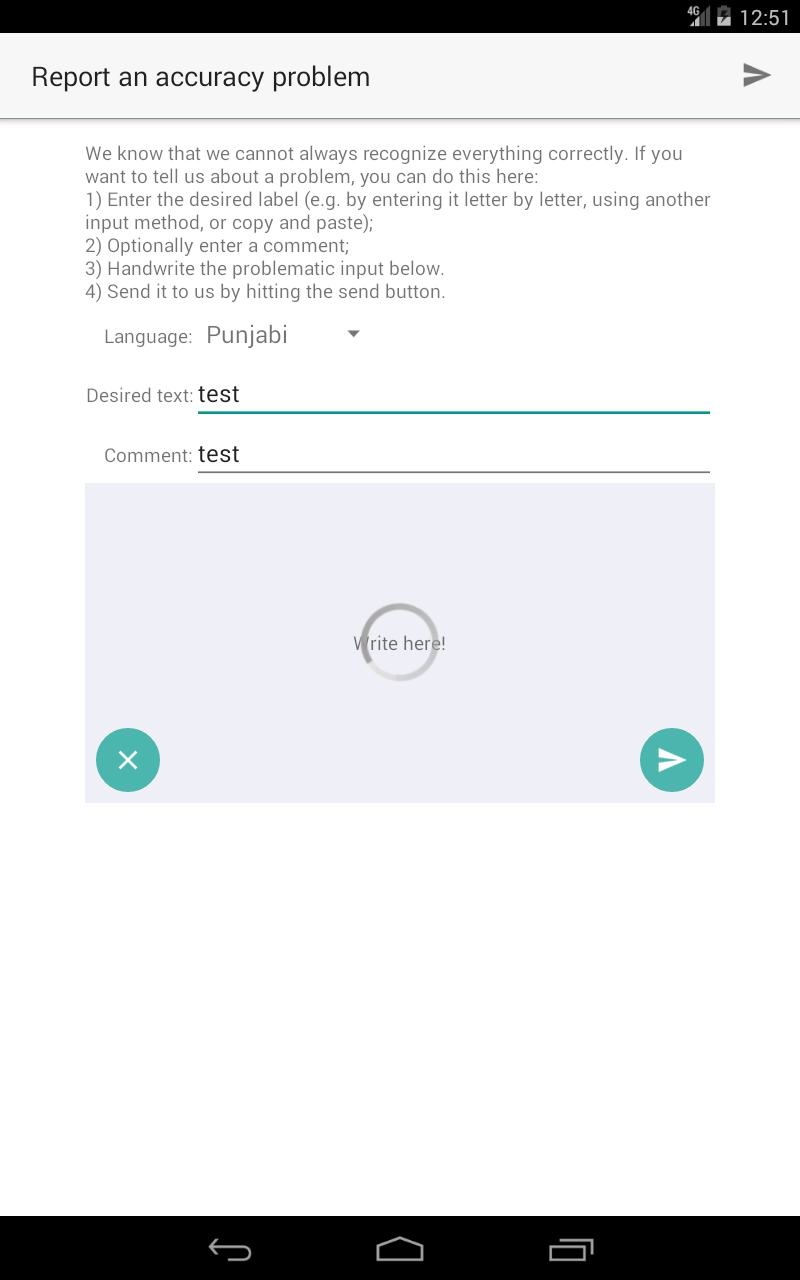 4G 12:51
Report an accuracy problem
We know that we cannot always recognize everything correctly. If you
want to tell us about a problem, you can do this here:
1) Enter the desired label (e.g. by entering it letter by letter, using another
input method, or copy and paste);
2) Optionally enter a comment;
3) Handwrite the problematic input below.
4) Send it to us by hitting the send button.
Language: Punjabi
Desired text: test
Comment: test
Write here!